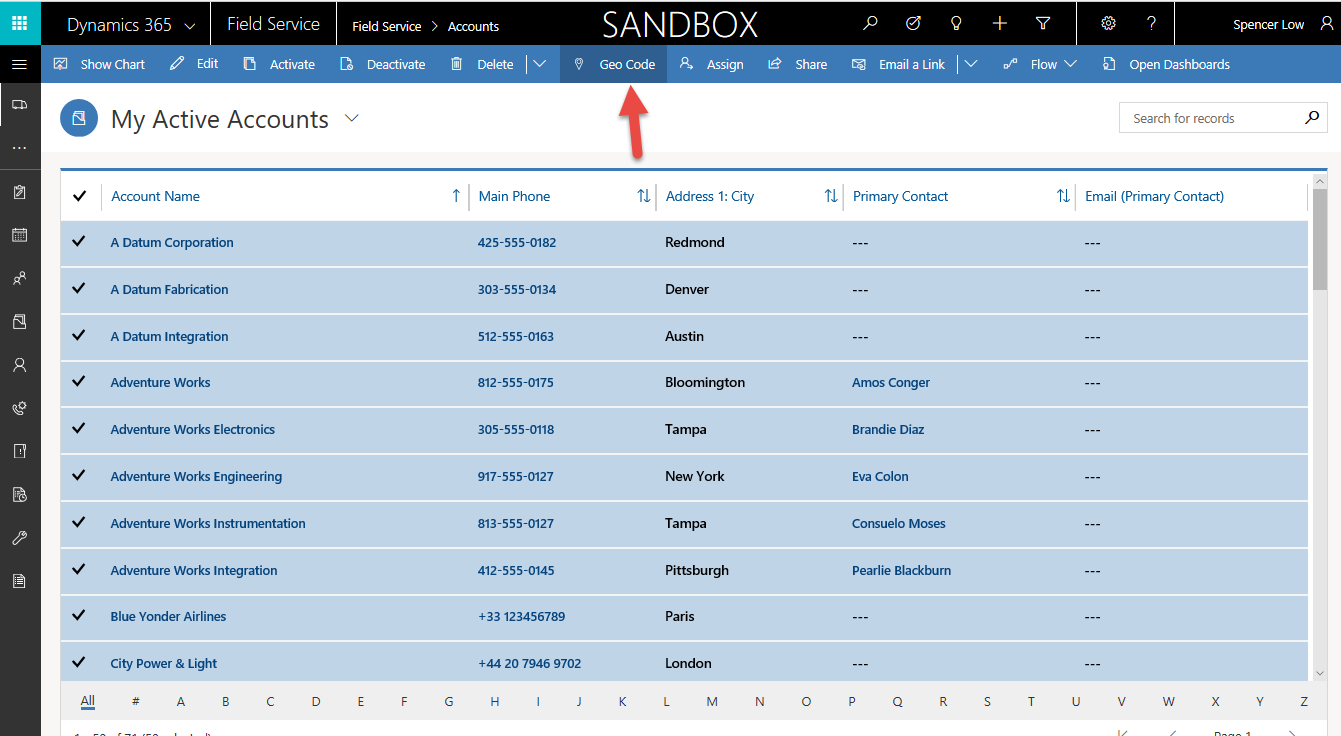 Dynamics 365 Field Service Field Service > Accounts SANDBOX ? Spencer Low
Show Chart Edit Activate Deactivate Delete Geo Code Assign Share Email a Link Flow Open Dashboards
My Active Accounts Search for records
Account Name Main Phone Address 1: City Primary Contact Email (Primary Contact)
A Datum Corporation 425-555-0182 Redmond --- ---
A Datum Fabrication 303-555-0134 Denver --- ---
A Datum Integration 512-555-0163 Austin --- ---
Adventure Works 812-555-0175 Bloomington Amos Conger ---
Adventure Works Electronics 305-555-0118 Tampa Brandie Diaz ---
Adventure Works Engineering 917-555-0127 New York Eva Colon ---
Adventure Works Instrumentation 813-555-0127 Tampa Consuelo Moses ---
Adventure Works Integration 412-555-0145 Pittsburgh Pearlie Blackburn ---
Blue Yonder Airlines +33 123456789 Paris --- ---
City Power & Light +44 20 7946 9702 London --- ---
All # A B C D E F G H I J K L M N O P Q R S T U V W X Y Z
1 - 50 of 71 (50 selected) Page 1